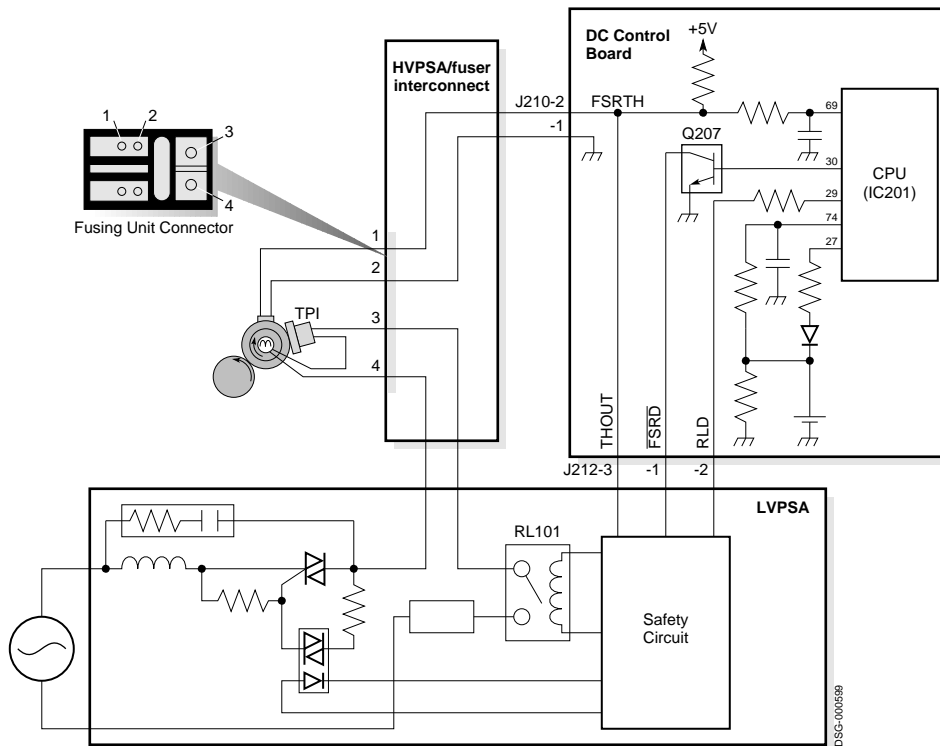 DC Control
Board
+5V
HVPSA/fuser
interconnect
J210-2
FSRTH
69
-1
Q207
1 2
3
4
30
CPU
(IC201)
29
74
27
Fusing Unit Connector
1
2
TPI
3
4
THOUT
FSRD
RLD
J212-3
-1
-2
LVPSA
RL101
Safety
Circuit
DSG-000599